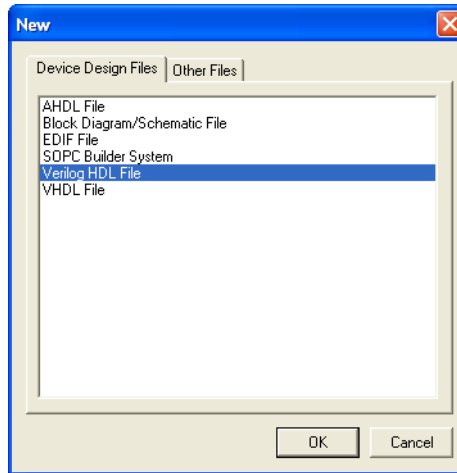 New
Device Design Files Other Files
AHDL File
Block Diagram/Schematic File
EDIF File
SOPC Builder System
Verilog HDL File
VHDL File
OK Cancel